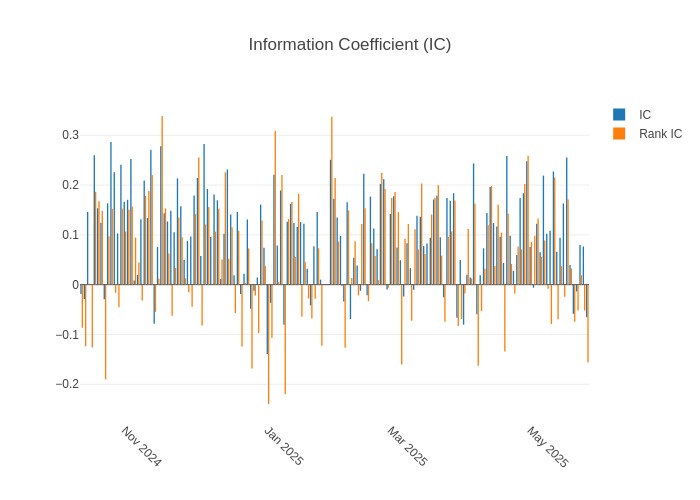 Information Coefficient (IC)
IC
Rank IC
0.3
0.2
0.1
0
−0.1
−0.2
Nov 2024
Jan 2025
Mar 2025
May 2025